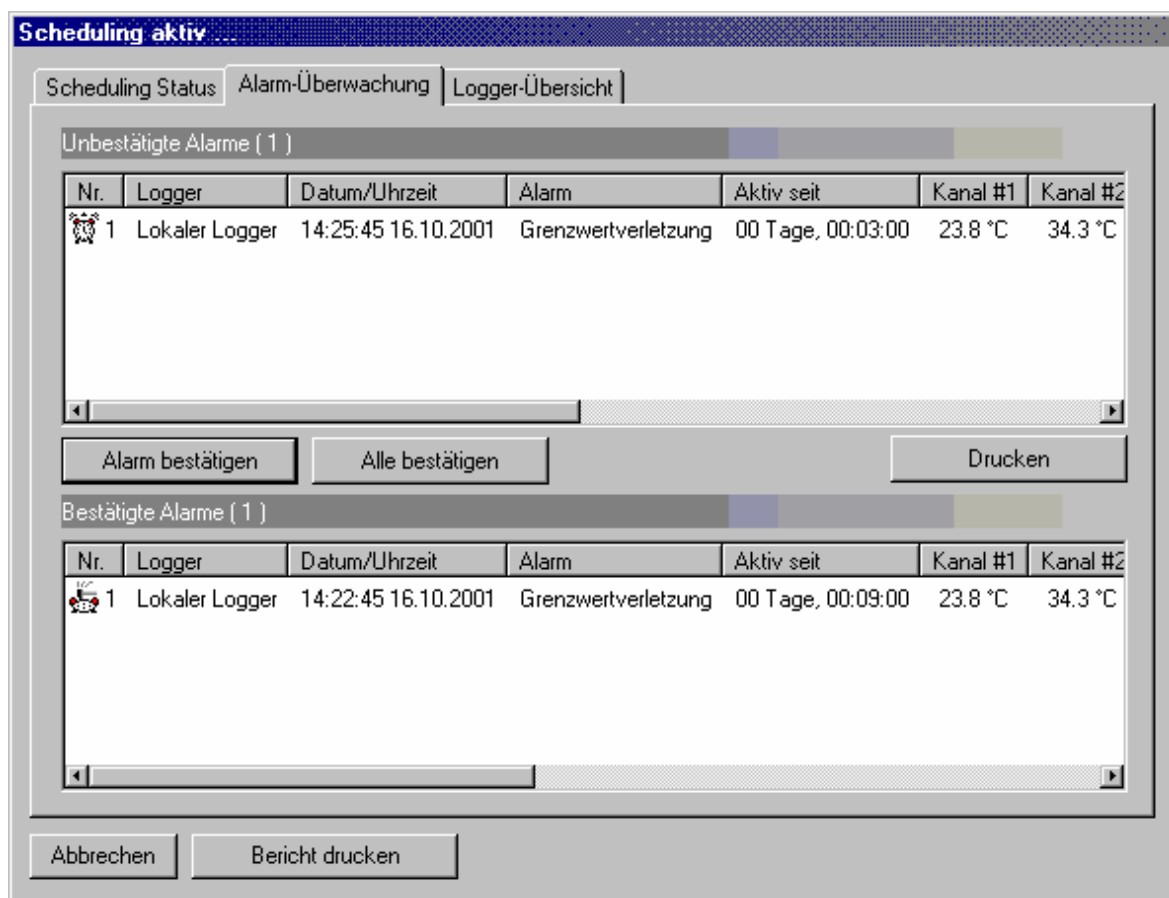 Scheduling aktiv ...
Scheduling Status Alarm-Überwachung Logger-Übersicht
Unbestätigte Alarme ( 1 )
Nr. Logger Datum/Uhrzeit Alarm Aktiv seit Kanal #1 Kanal #2
1 Lokaler Logger 14:25:45 16.10.2001 Grenzwertverletzung 00 Tage, 00:03:00 23.8 °C 34.3 °C
Alarm bestätigen Alle bestätigen Drucken
Bestätigte Alarme ( 1 )
Nr. Logger Datum/Uhrzeit Alarm Aktiv seit Kanal #1 Kanal #2
1 Lokaler Logger 14:22:45 16.10.2001 Grenzwertverletzung 00 Tage, 00:09:00 23.8 °C 34.3 °C
Abbrechen Bericht drucken